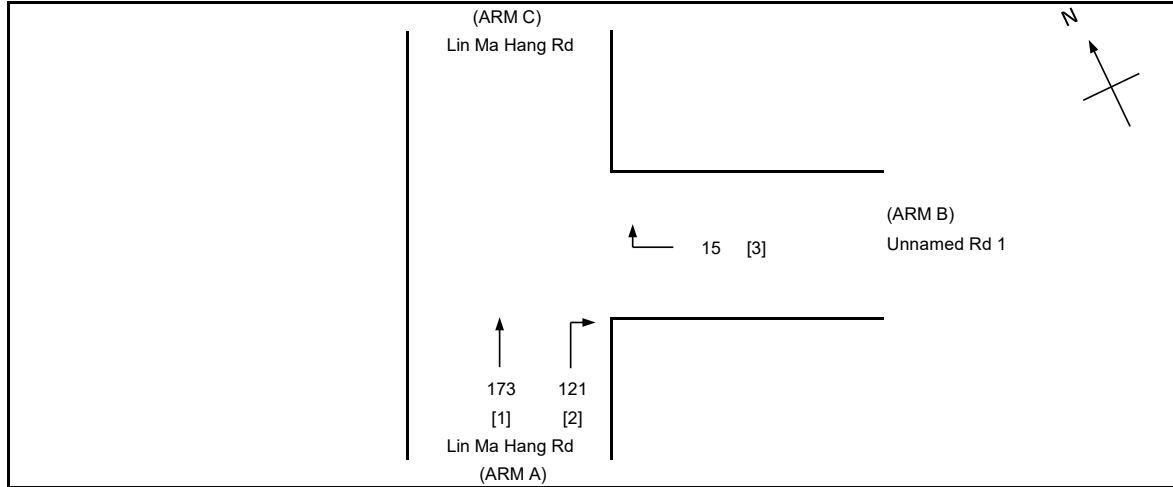 (ARM C)
Lin Ma Hang Rd
N
(ARM B)
Unnamed Rd 1
15 [3]
173 121
[1] [2]
Lin Ma Hang Rd
(ARM A)